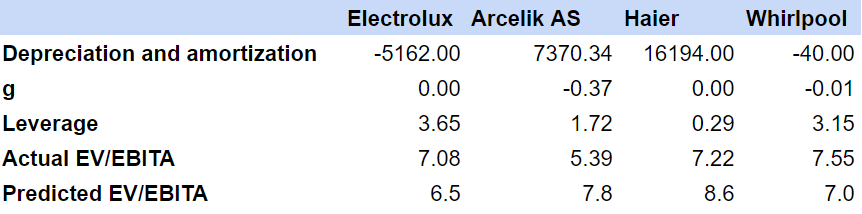 Electrolux Arcelik AS Haier Whirlpool
Depreciation and amortization -5162.00 7370.34 16194.00 -40.00
g 0.00 -0.37 0.00 -0.01
Leverage 3.65 1.72 0.29 3.15
Actual EV/EBITA 7.08 5.39 7.22 7.55
Predicted EV/EBITA 6.5 7.8 8.6 7.0